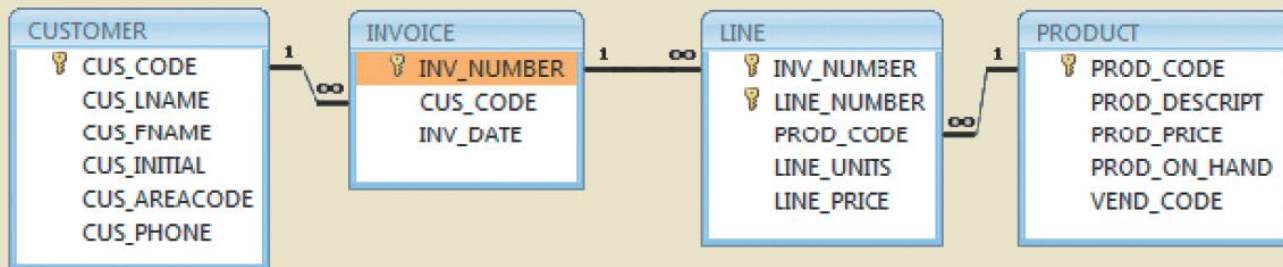 CUSTOMER
CUS_CODE
CUS_LNAME
CUS_FNAME
CUS_INITIAL
CUS_AREACODE
CUS_PHONE
1
∞
INVOICE
INV_NUMBER
CUS_CODE
INV_DATE
1
∞
LINE
INV_NUMBER
LINE_NUMBER
PROD_CODE
LINE_UNITS
LINE_PRICE
∞
1
PRODUCT
PROD_CODE
PROD_DESCRIPT
PROD_PRICE
PROD_ON_HAND
VEND_CODE